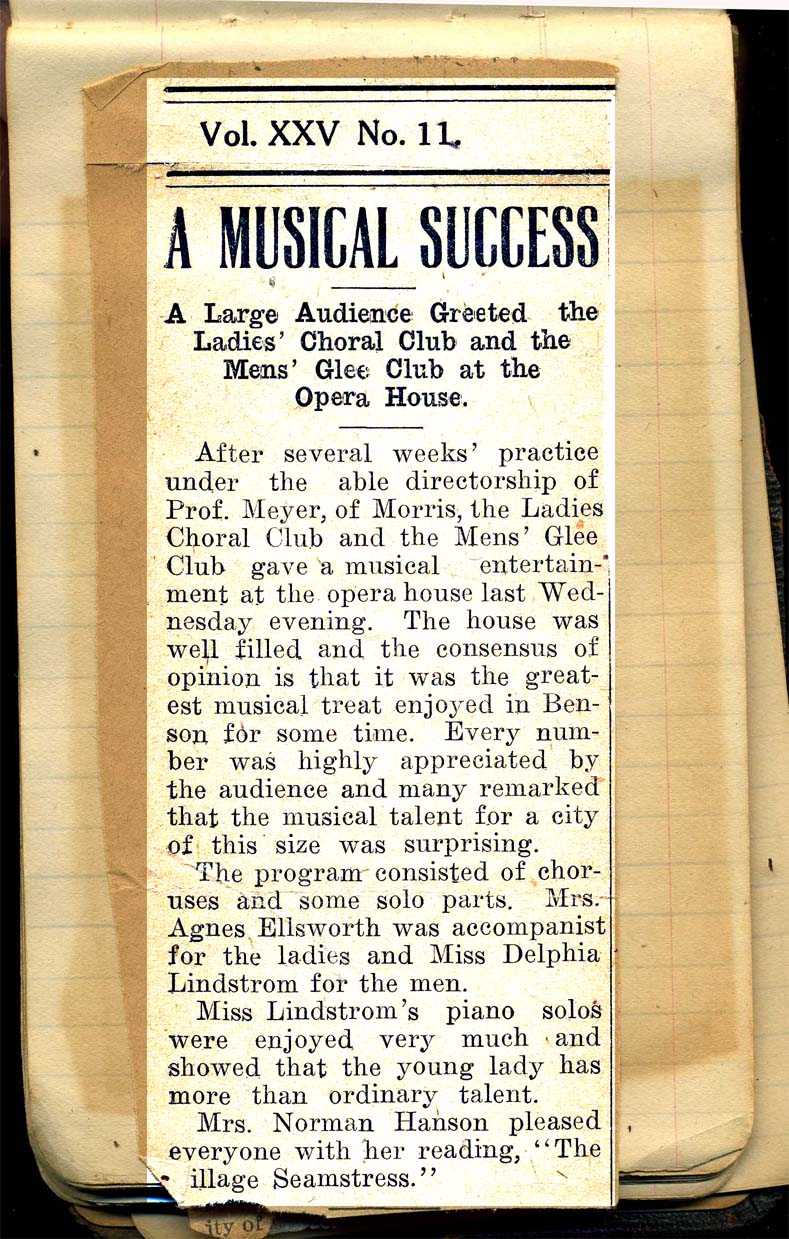 Vol. XXV No. 11.
A MUSICAL SUCCESS
A Large Audience Greeted the
Ladies' Choral Club and the
Mens' Glee Club at the
Opera House.
After several weeks' practice
under the able directorship of
Prof. Meyer, of Morris, the Ladies
Choral Club and the Mens' Glee
Club gave a musical entertain-
ment at the opera house last Wed-
nesday evening. The house was
well filled and the consensus of
opinion is that it was the great-
est musical treat enjoyed in Ben-
son for some time. Every num-
ber was highly appreciated by
the audience and many remarked
that the musical talent for a city
of this size was surprising.
The program consisted of chor-
uses and some solo parts. Mrs.
Agnes Ellsworth was accompanist
for the ladies and Miss Delphia
Lindstrom for the men.
Miss Lindstrom's piano solos
were enjoyed very much and
showed that the young lady has
more than ordinary talent.
Mrs. Norman Hanson pleased
everyone with her reading, "The
illage Seamstress."
ity of